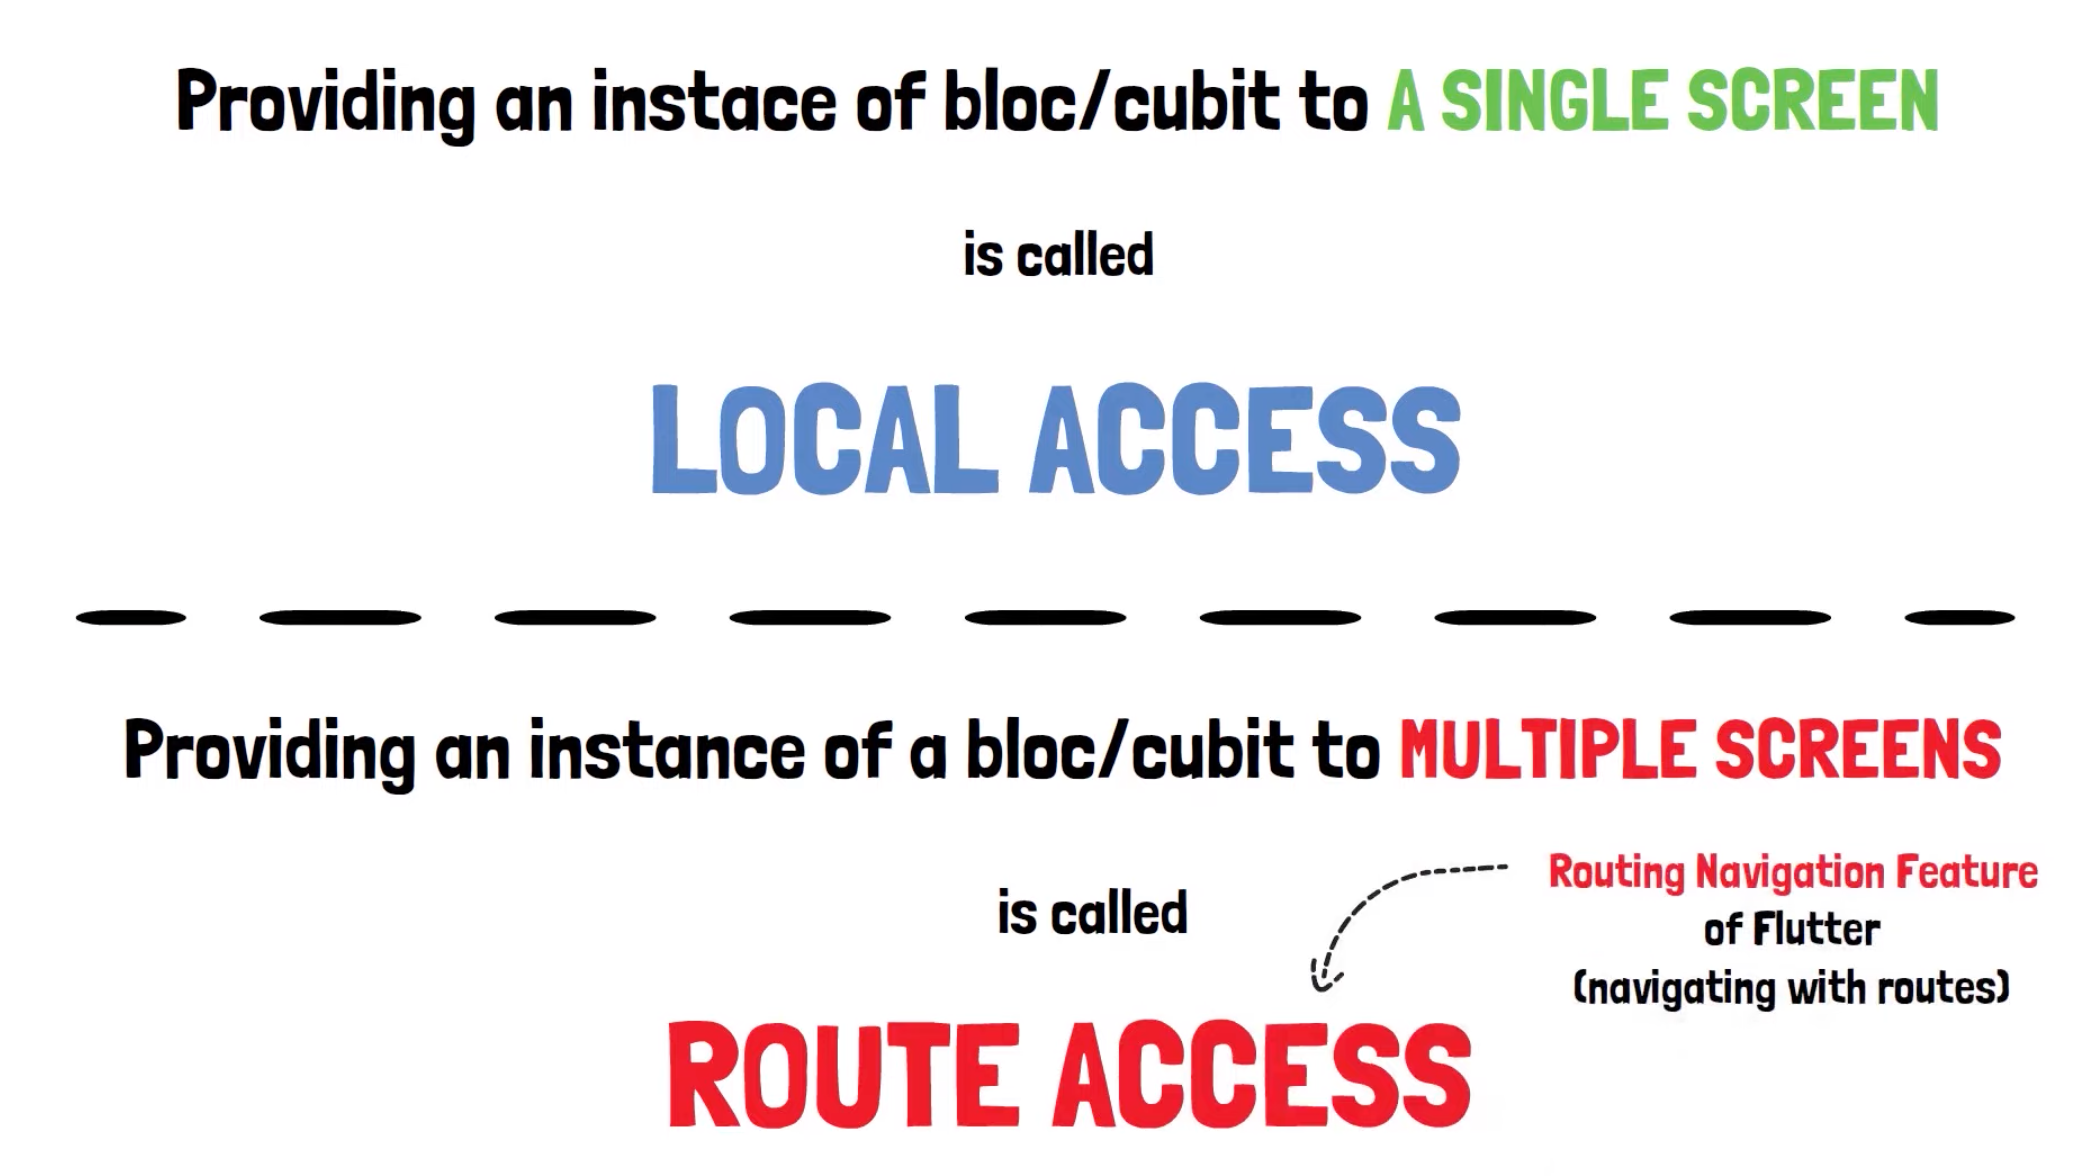 Providing an instace of bloc/cubit to A SINGLE SCREEN
is called
LOCAL ACCESS
Providing an instance of a bloc/cubit to MULTIPLE SCREENS
is called
Routing Navigation Feature
of Flutter
(navigating with routes)
ROUTE ACCESS